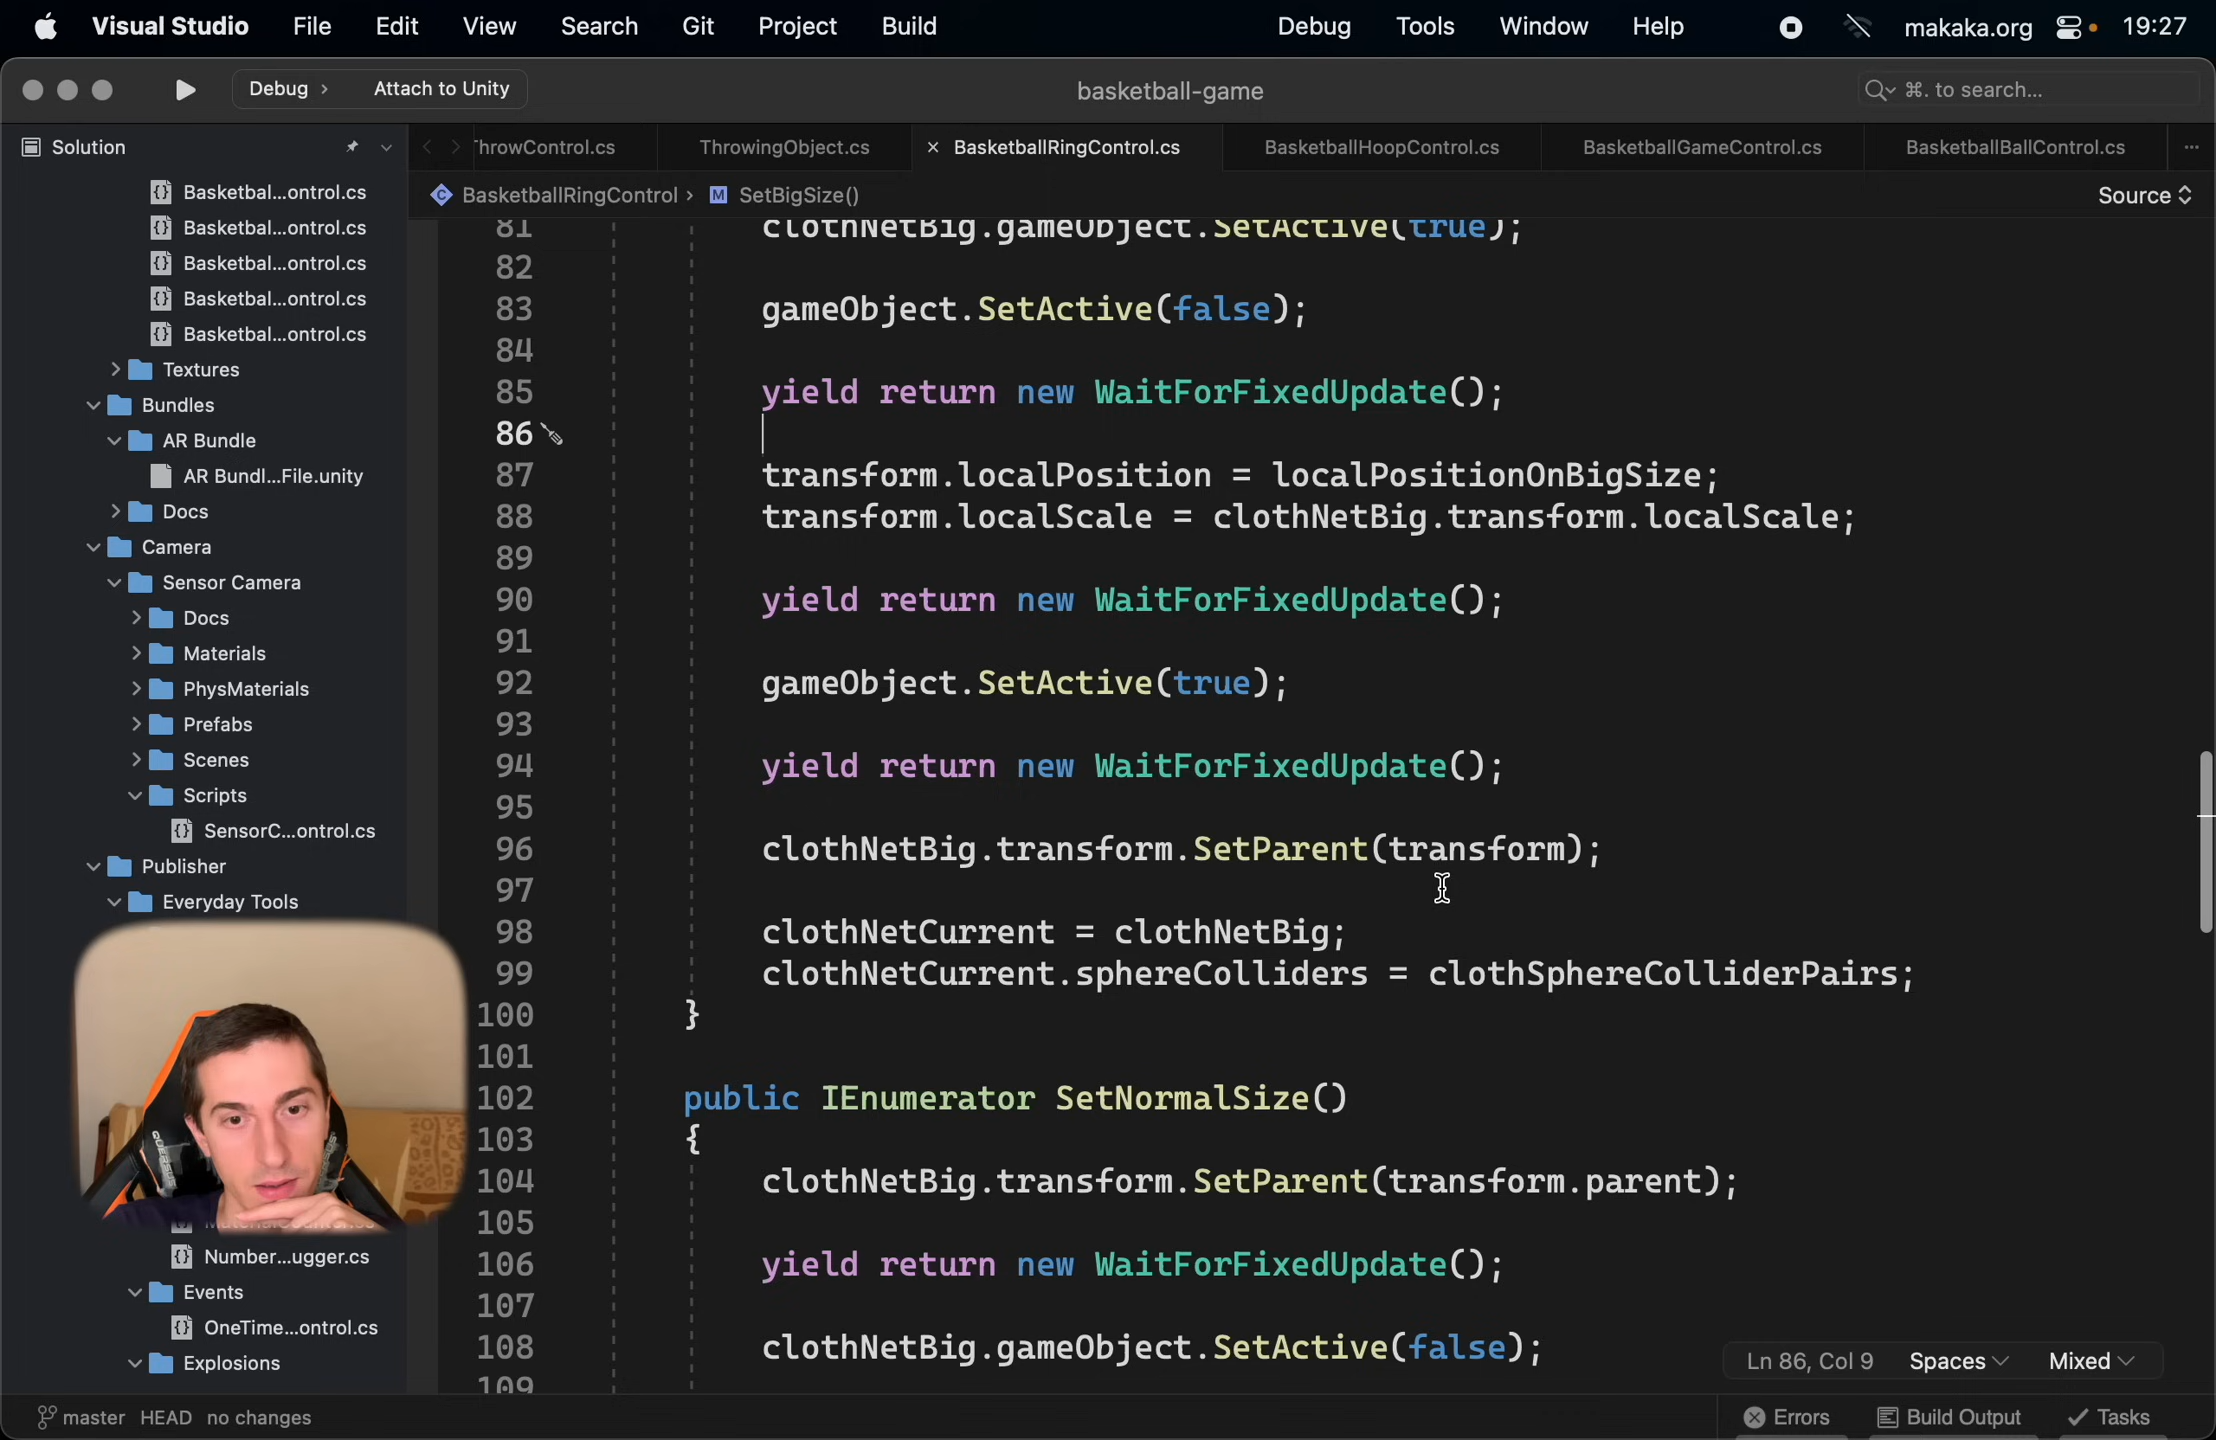 Visual Studio File Edit View Search Git Project Build Debug Tools Window Help makaka.org 19:27
Debug › Attach to Unity basketball-game ⌘. to search...
Solution
ThrowControl.cs ThrowingObject.cs × BasketballRingControl.cs BasketballHoopControl.cs BasketballGameControl.cs BasketballBallControl.cs ...
BasketballRingControl › M SetBigSize() Source
Basketbal...ontrol.cs
Basketbal...ontrol.cs
Basketbal...ontrol.cs
Basketbal...ontrol.cs
Basketbal...ontrol.cs
Textures
Bundles
AR Bundle
AR Bundl...File.unity
Docs
Camera
Sensor Camera
Docs
Materials
PhysMaterials
Prefabs
Scenes
Scripts
SensorC...ontrol.cs
Publisher
Everyday Tools
Number...ugger.cs
Events
OneTime...ontrol.cs
Explosions
81 clothNetBig.gameObject.SetActive(true);
82
83 gameObject.SetActive(false);
84
85 yield return new WaitForFixedUpdate();
86
87 transform.localPosition = localPositionOnBigSize;
88 transform.localScale = clothNetBig.transform.localScale;
89
90 yield return new WaitForFixedUpdate();
91
92 gameObject.SetActive(true);
93
94 yield return new WaitForFixedUpdate();
95
96 clothNetBig.transform.SetParent(transform);
97
98 clothNetCurrent = clothNetBig;
99 clothNetCurrent.sphereColliders = clothSphereColliderPairs;
100 }
101
102 public IEnumerator SetNormalSize()
103 {
104 clothNetBig.transform.SetParent(transform.parent);
105
106 yield return new WaitForFixedUpdate();
107
108 clothNetBig.gameObject.SetActive(false);
109
Ln 86, Col 9 Spaces Mixed
master HEAD no changes Errors Build Output Tasks